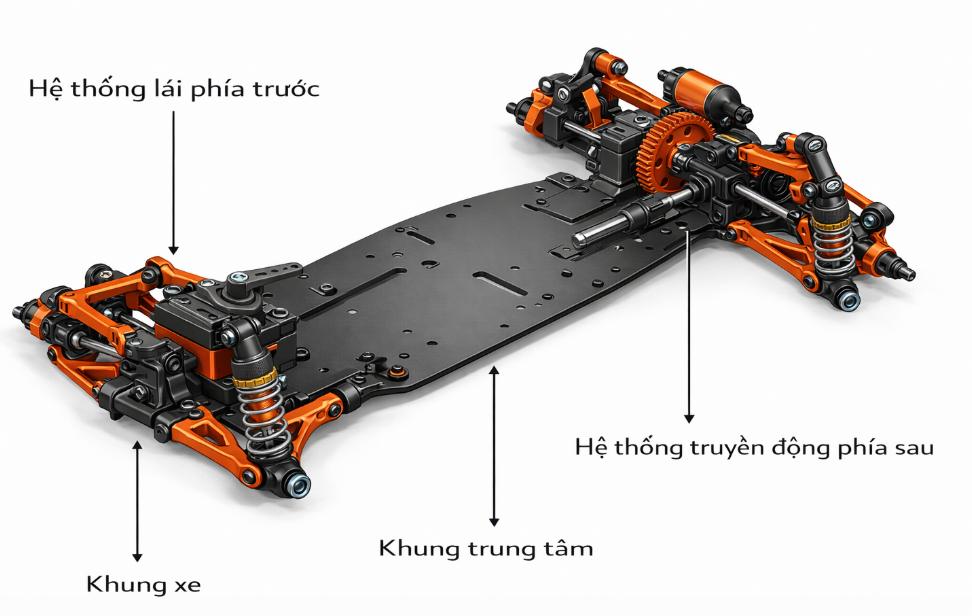 Hệ thống lái phía trước
Hệ thống truyền động phía sau
Khung trung tâm
Khung xe